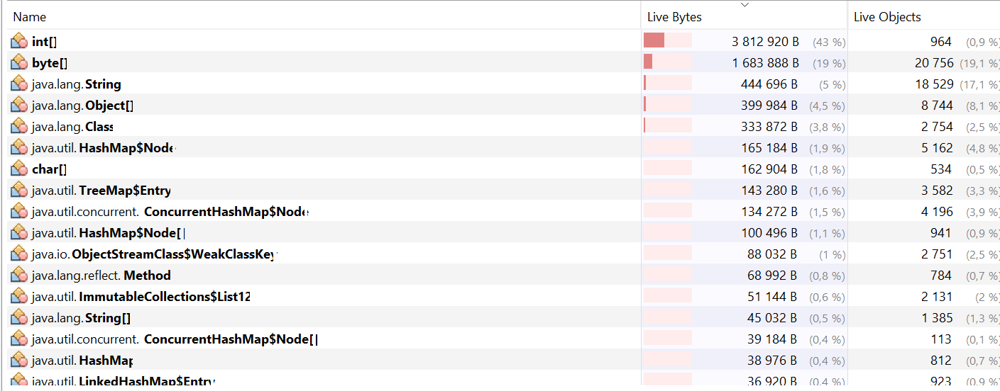 Name Live Bytes Live Objects
int[] 3 812 920 B (43 %) 964 (0,9 %)
byte[] 1 683 888 B (19 %) 20 756 (19,1 %)
java.lang.String 444 696 B (5 %) 18 529 (17,1 %)
java.lang.Object[] 399 984 B (4,5 %) 8 744 (8,1 %)
java.lang.Class 333 872 B (3,8 %) 2 754 (2,5 %)
java.util.HashMap$Node 165 184 B (1,9 %) 5 162 (4,8 %)
char[] 162 904 B (1,8 %) 534 (0,5 %)
java.util.TreeMap$Entry 143 280 B (1,6 %) 3 582 (3,3 %)
java.util.concurrent.ConcurrentHashMap$Node 134 272 B (1,5 %) 4 196 (3,9 %)
java.util.HashMap$Node[] 100 496 B (1,1 %) 941 (0,9 %)
java.io.ObjectStreamClass$WeakClassKey 88 032 B (1 %) 2 751 (2,5 %)
java.lang.reflect.Method 68 992 B (0,8 %) 784 (0,7 %)
java.util.ImmutableCollections$List12 51 144 B (0,6 %) 2 131 (2 %)
java.lang.String[] 45 032 B (0,5 %) 1 385 (1,3 %)
java.util.concurrent.ConcurrentHashMap$Node[] 39 184 B (0,4 %) 113 (0,1 %)
java.util.HashMap 38 976 B (0,4 %) 812 (0,7 %)
java.util.LinkedHashMap$Entry 36 920 B (0,4 %) 923 (0,9 %)